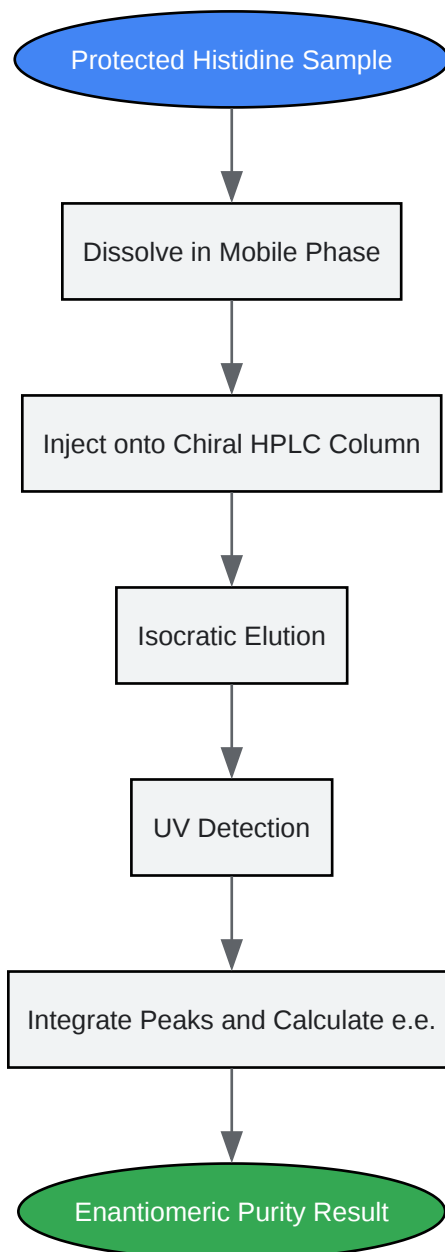 Protected Histidine Sample
Dissolve in Mobile Phase
Inject onto Chiral HPLC Column
Isocratic Elution
UV Detection
Integrate Peaks and Calculate e.e.
Enantiomeric Purity Result